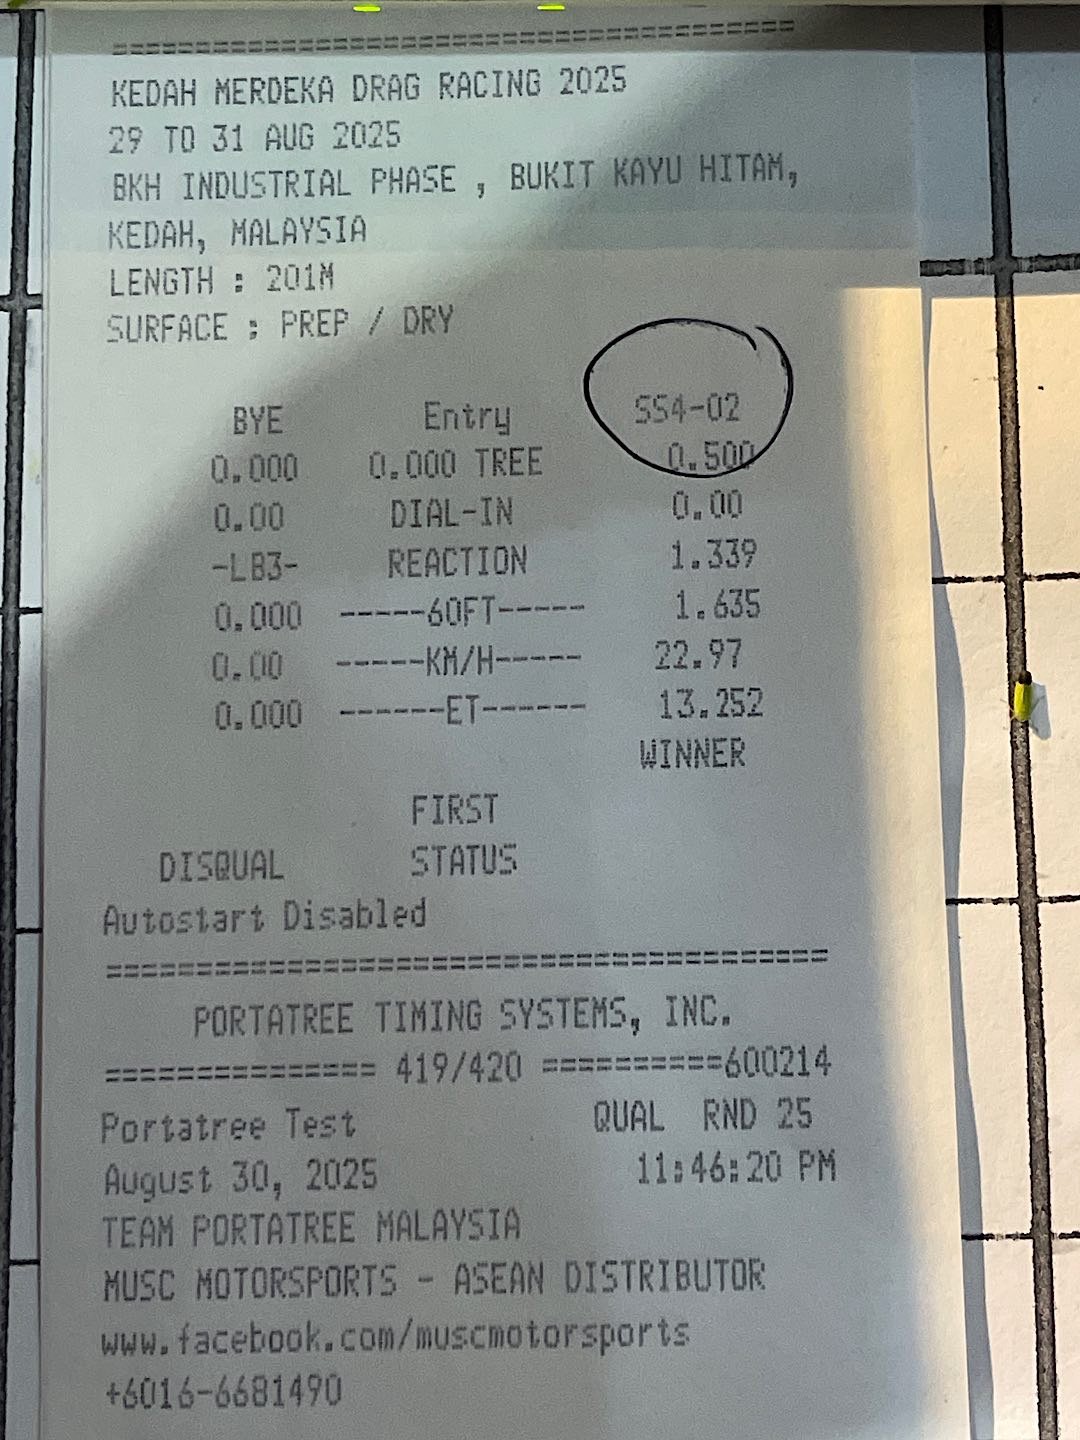 =======================================
KEDAH MERDEKA DRAG RACING 2025
29 TO 31 AUG 2025
BKH INDUSTRIAL PHASE , BUKIT KAYU HITAM,
KEDAH, MALAYSIA
LENGTH : 201M
SURFACE : PREP / DRY
BYE Entry SS4-02
0.000 0.000 TREE 0.500
0.00 DIAL-IN 0.00
-LB3- REACTION 1.339
0.000 -----60FT----- 1.635
0.00 -----KM/H----- 22.97
0.000 ------ET------ 13.252
WINNER
FIRST
DISQUAL STATUS
Autostart Disabled
=========================================
PORTATREE TIMING SYSTEMS, INC.
=============== 419/420 ==========600214
Portatree Test QUAL RND 25
August 30, 2025 11:46:20 PM
TEAM PORTATREE MALAYSIA
MUSC MOTORSPORTS - ASEAN DISTRIBUTOR
www.facebook.com/muscmotorsports
+6016-6681490